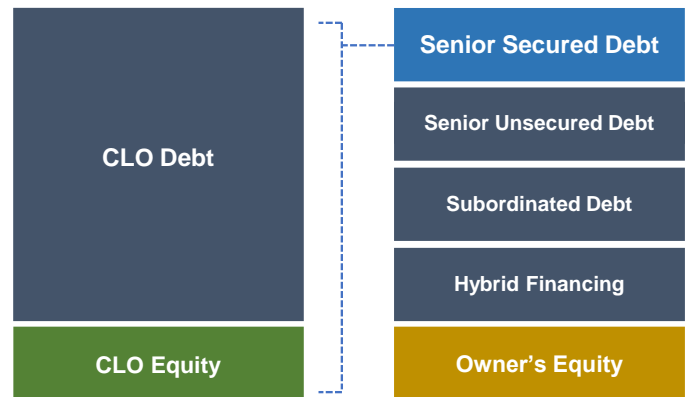 CLO Debt
CLO Equity
Senior Secured Debt
Senior Unsecured Debt
Subordinated Debt
Hybrid Financing
Owner’s Equity